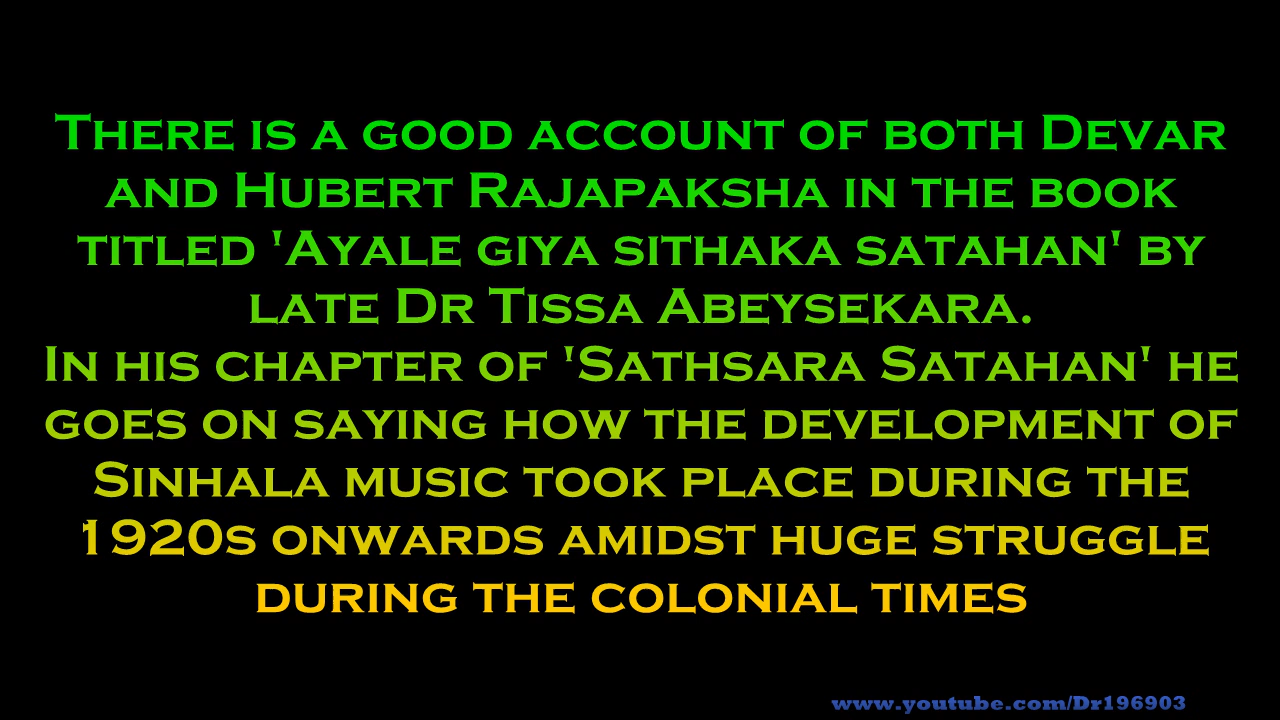 There is a good account of both Devar
and Hubert Rajapaksha in the book
titled 'Ayale giya sithaka satahan' by
late Dr Tissa Abeysekara.
In his chapter of 'Sathsara Satahan' he
goes on saying how the development of
Sinhala music took place during the
1920s onwards amidst huge struggle
during the colonial times
www.youtube.com/Dr196903